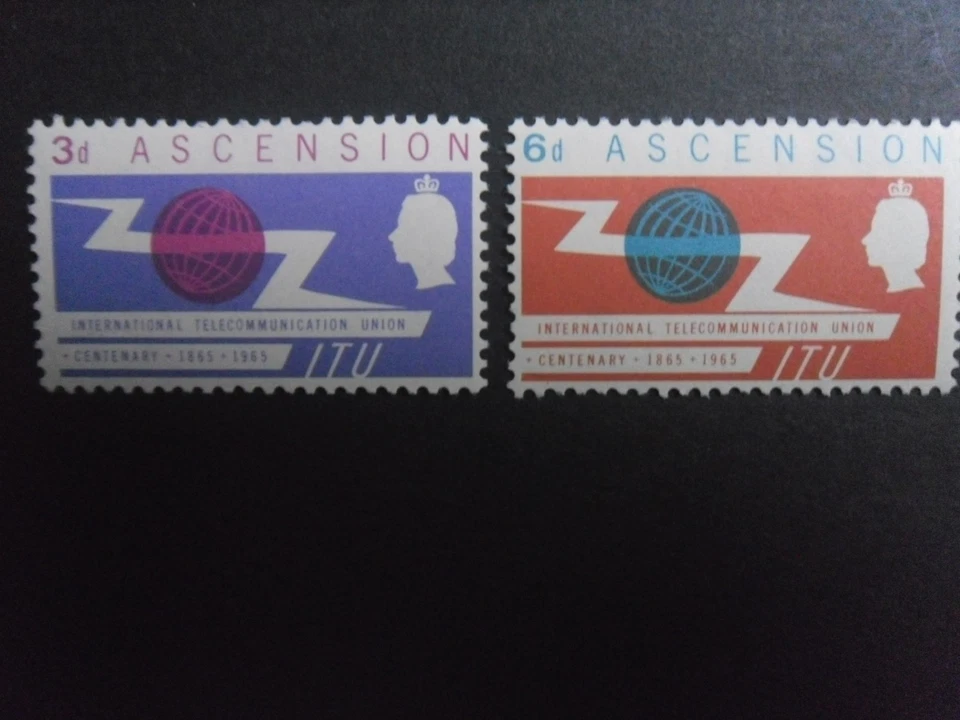 3d ASCENSION
INTERNATIONAL TELECOMMUNICATION UNION
+ CENTENARY + 1865 + 1965
ITU
6d ASCENSION
INTERNATIONAL TELECOMMUNICATION UNION
+ CENTENARY + 1865 + 1965
ITU